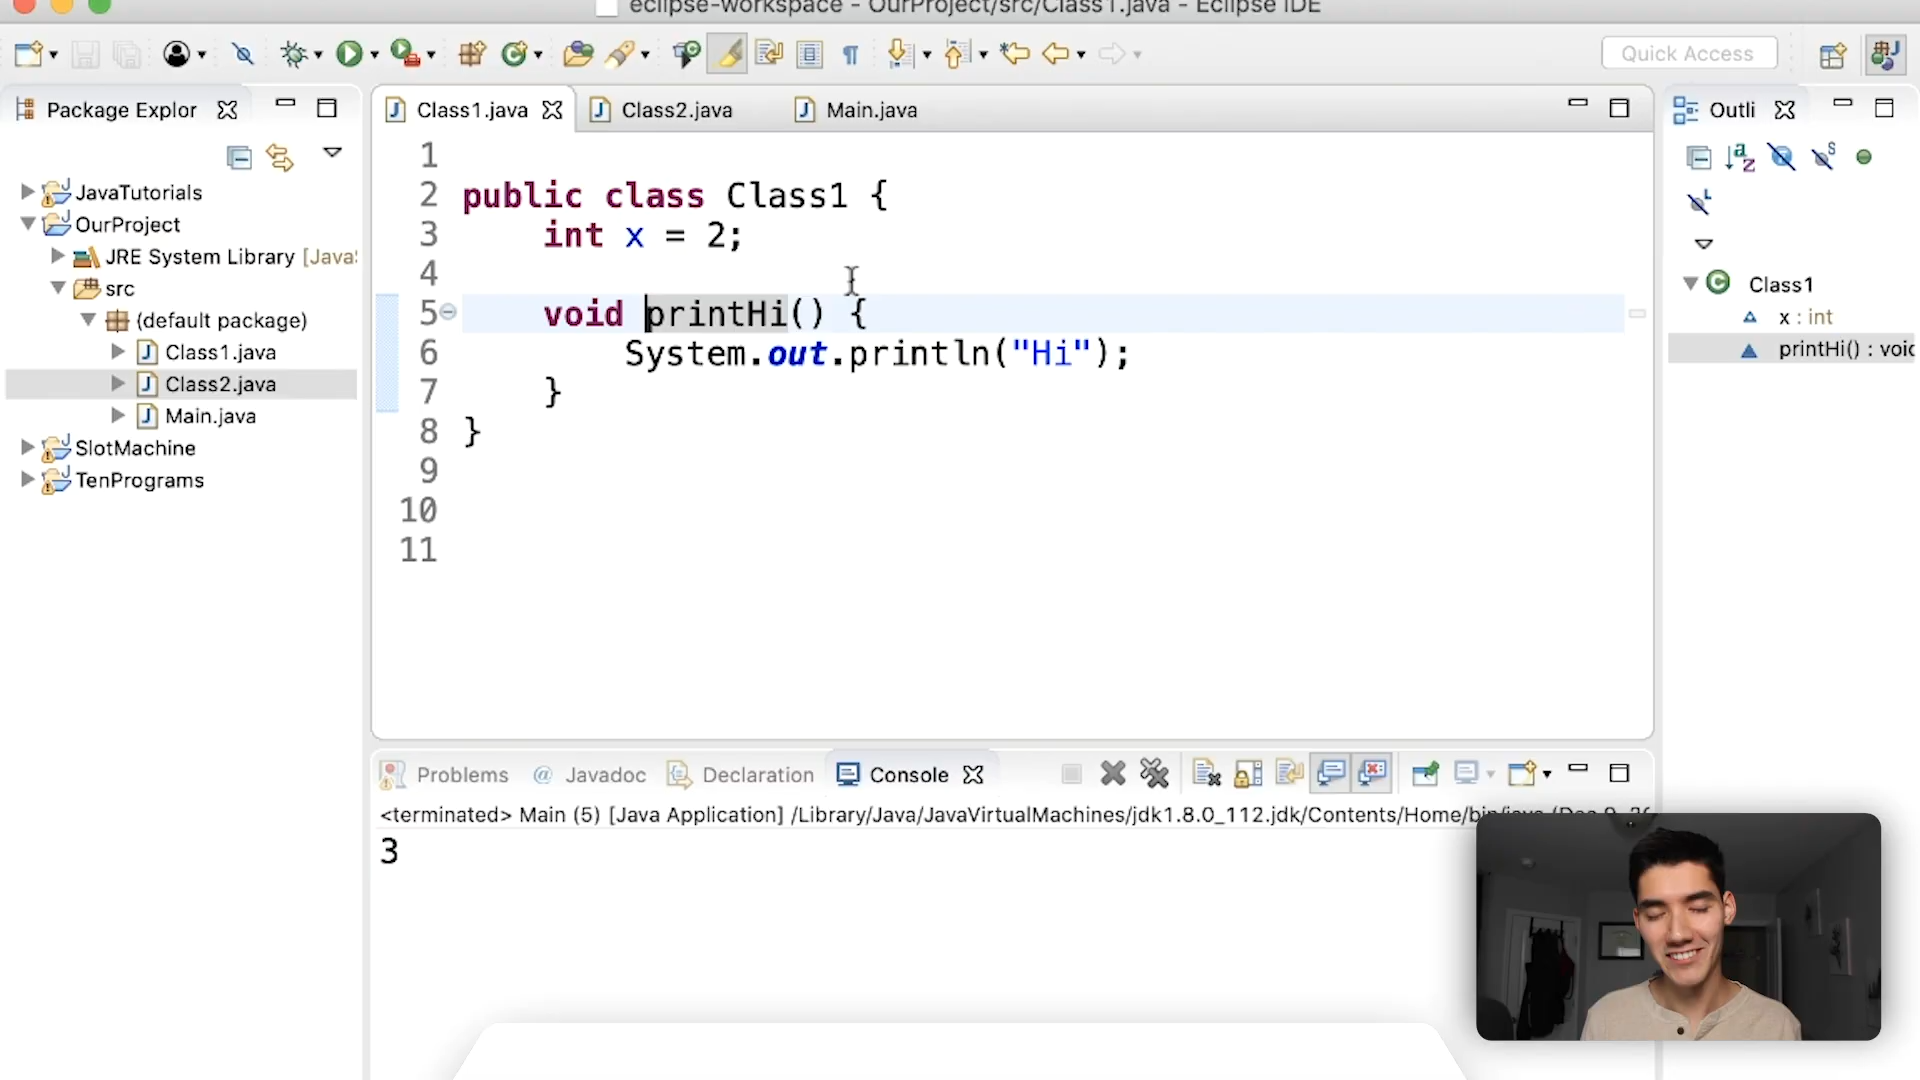 eclipse-workspace - OurProject/src/Class1.java - Eclipse IDE
Quick Access
Package Explor
JavaTutorials
OurProject
JRE System Library [Java
src
(default package)
Class1.java
Class2.java
Main.java
SlotMachine
TenPrograms
Class1.java
Class2.java
Main.java
1
2 public class Class1 {
3 int x = 2;
4
5 void printHi() {
6 System.out.println("Hi");
7 }
8 }
9
10
11
Outli
Class1
x : int
printHi() : voic
Problems
Javadoc
Declaration
Console
<terminated> Main (5) [Java Application] /Library/Java/JavaVirtualMachines/jdk1.8.0_112.jdk/Contents/Home/bin/java
3